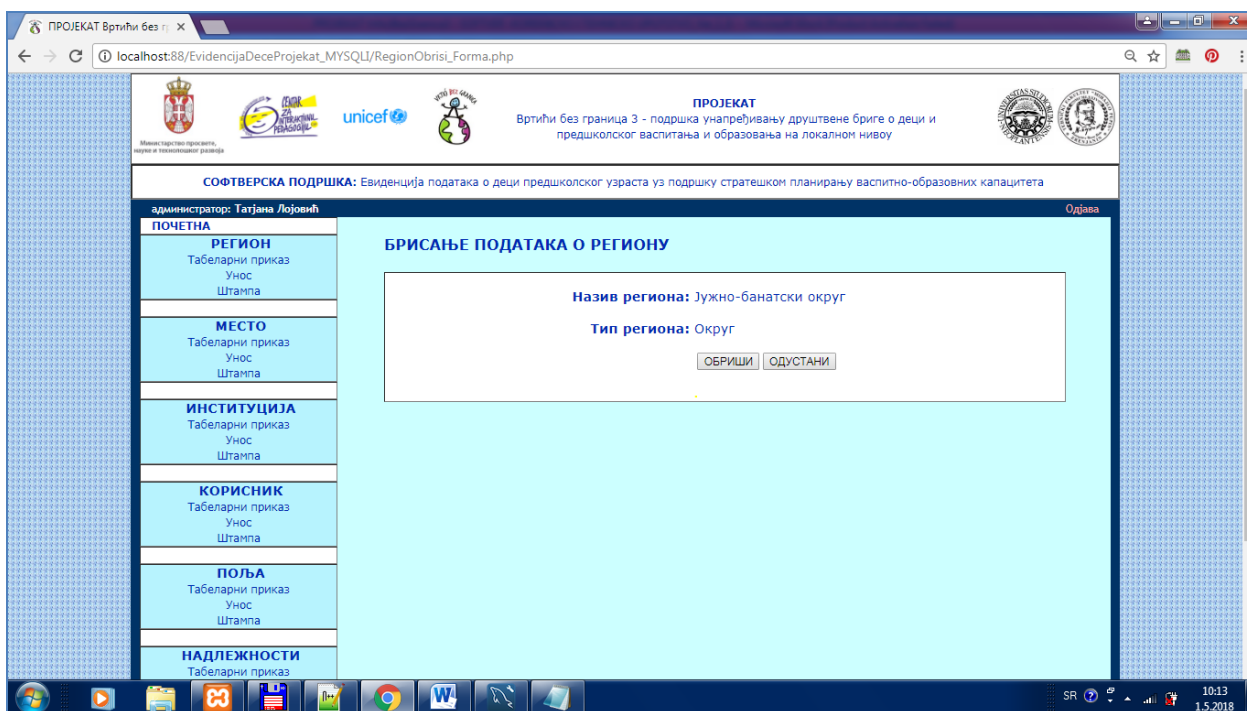 ПРОЈЕКАТ Вртићи без г
localhost:88/EvidencijaDeceProjekat_MYSQLI/RegionObrisi_Forma.php
Министарство просвете,
науке и технолошког развоја
CENTAR
ZA
INTERAKTIVNU
PEDAGOGIJU
unicef
ПРОЈЕКАТ
Вртићи без граница 3 - подршка унапређивању друштвене бриге о деци и
предшколског васпитања и образовања на локалном нивоу
СОФТВЕРСКА ПОДРШКА: Евиденција података о деци предшколског узраста уз подршку стратешком планирању васпитно-образовних капацитета
администратор: Татјана Лојовић
Одјава
ПОЧЕТНА
РЕГИОН
Табеларни приказ
Унос
Штампа
МЕСТО
Табеларни приказ
Унос
Штампа
ИНСТИТУЦИЈА
Табеларни приказ
Унос
Штампа
КОРИСНИК
Табеларни приказ
Унос
Штампа
ПОЉА
Табеларни приказ
Унос
Штампа
НАДЛЕЖНОСТИ
Табеларни приказ
БРИСАЊЕ ПОДАТАКА О РЕГИОНУ
Назив региона: Јужно-банатски округ
Тип региона: Округ
ОБРИШИ ОДУСТАНИ
SR
10:13
1.5.2018